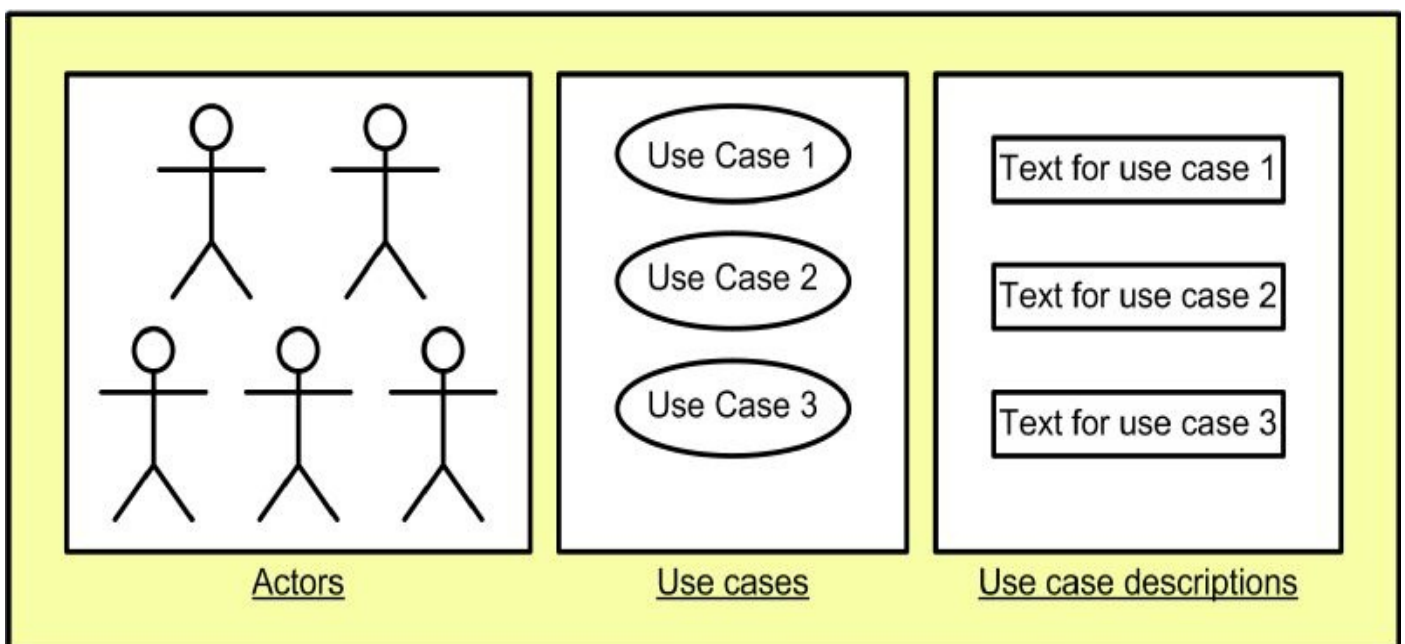 Use Case 1
Use Case 2
Use Case 3
Text for use case 1
Text for use case 2
Text for use case 3
Actors
Use cases
Use case descriptions